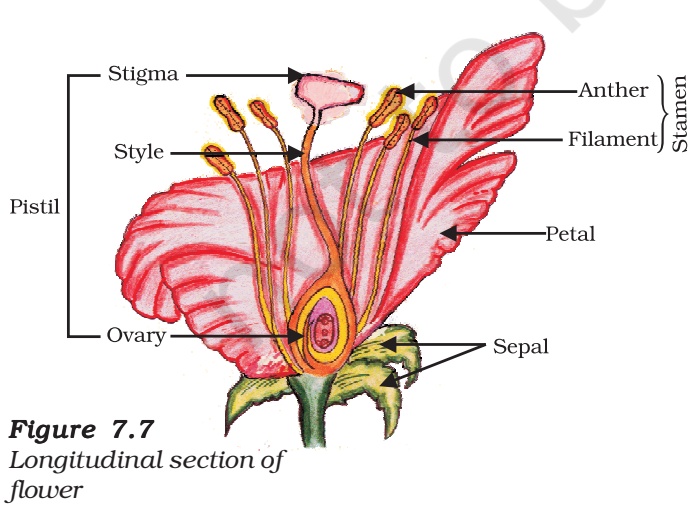 Stigma
Anther
Stamen
Filament
Style
Pistil
Petal
Ovary
Sepal
Figure 7.7
Longitudinal section of
flower